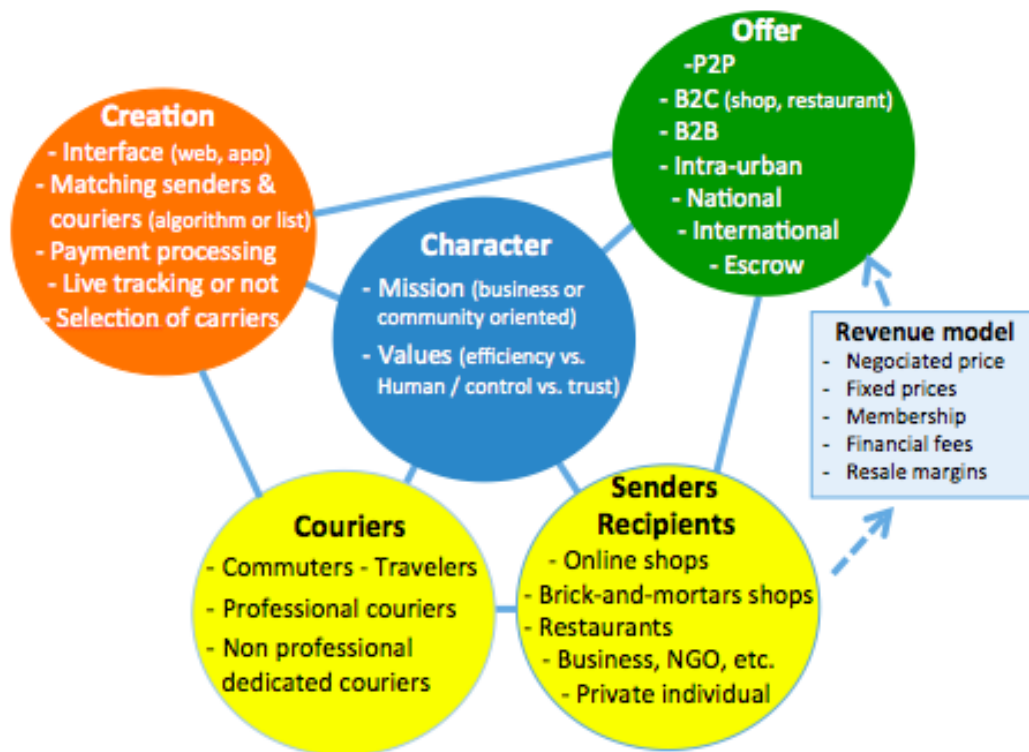 Offer
-P2P
- B2C (shop, restaurant)
- B2B
- Intra-urban
- National
- International
- Escrow
Creation
- Interface (web, app)
- Matching senders &
couriers (algorithm or list)
- Payment processing
- Live tracking or not
- Selection of carriers
Character
- Mission (business or
community oriented)
- Values (efficiency vs.
Human / control vs. trust)
Revenue model
- Negociated price
- Fixed prices
- Membership
- Financial fees
- Resale margins
Couriers
- Commuters - Travelers
- Professional couriers
- Non professional
dedicated couriers
Senders
Recipients
- Online shops
- Brick-and-mortars shops
- Restaurants
- Business, NGO, etc.
- Private individual